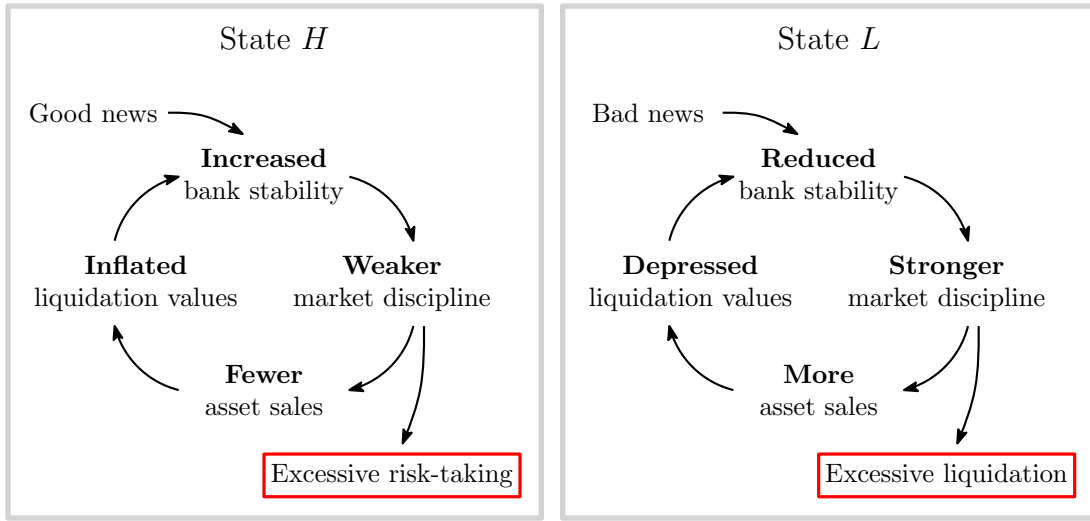 State H
Good news
Increased
bank stability
Inflated
liquidation values
Weaker
market discipline
Fewer
asset sales
Excessive risk-taking
State L
Bad news
Reduced
bank stability
Depressed
liquidation values
Stronger
market discipline
More
asset sales
Excessive liquidation